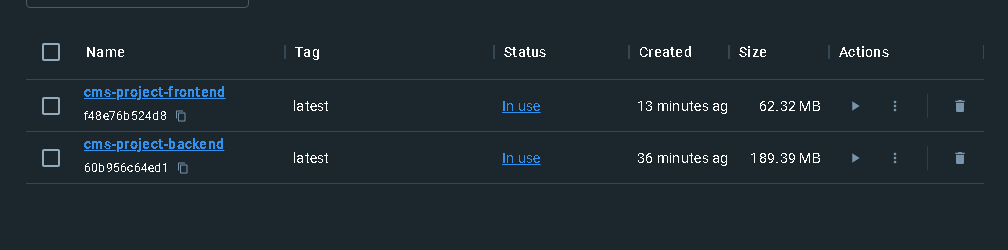 Name Tag Status Created Size Actions
cms-project-frontend
f48e76b524d8
latest In use 13 minutes ag 62.32 MB
cms-project-backend
60b956c64ed1
latest In use 36 minutes ag 189.39 MB